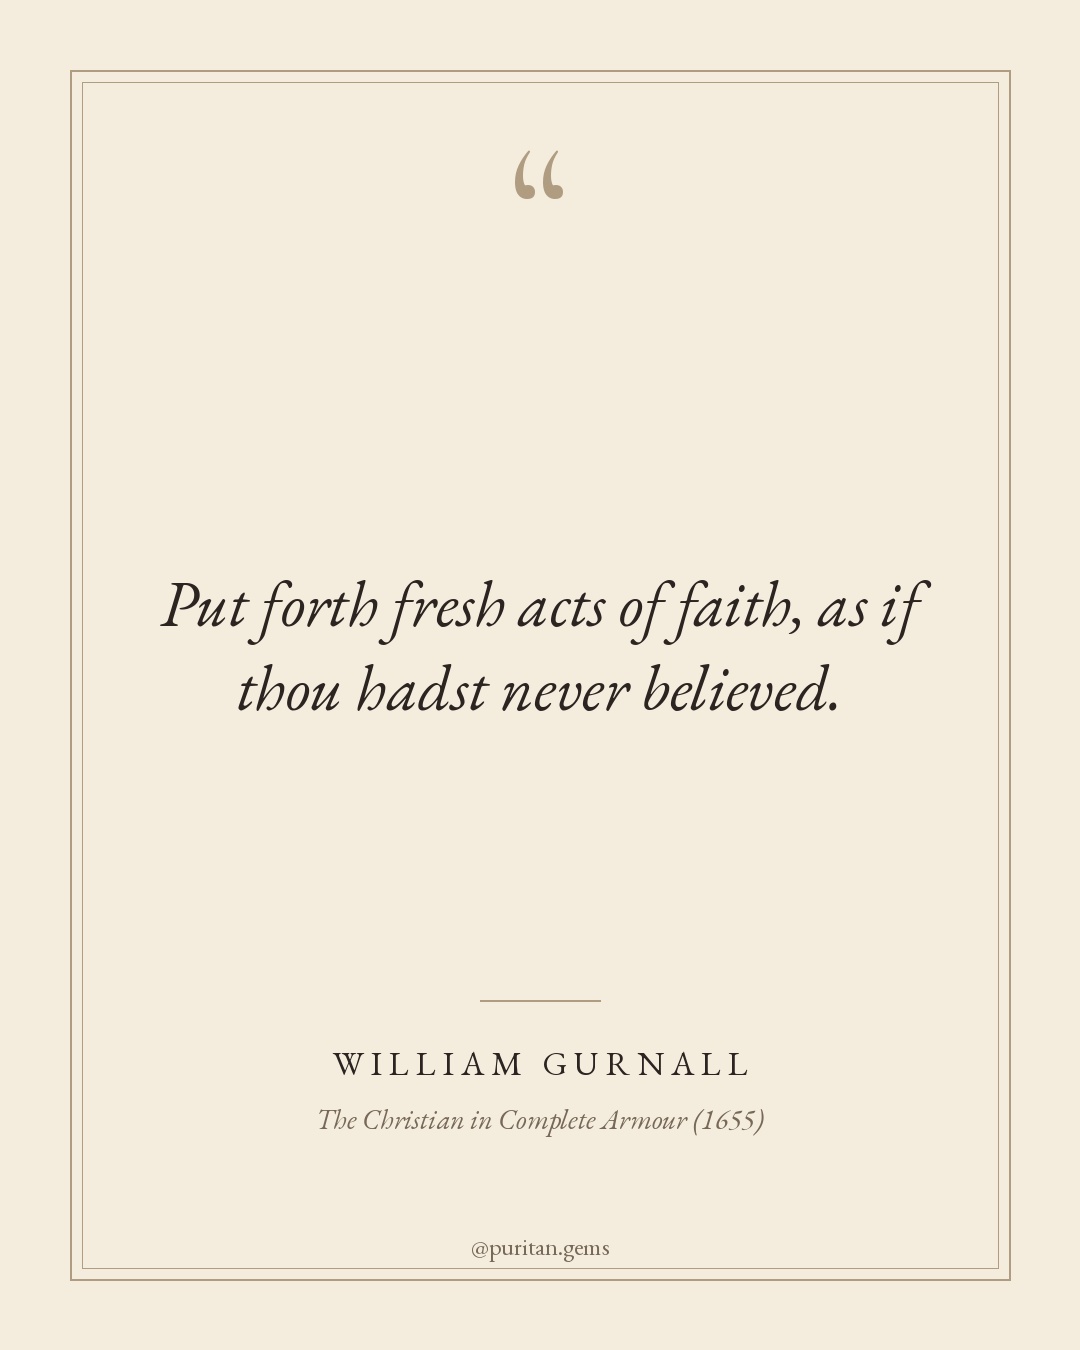 “
Put forth fresh acts of faith, as if
thou hadst never believed.
WILLIAM GURNALL
The Christian in Complete Armour (1655)
@puritan.gems